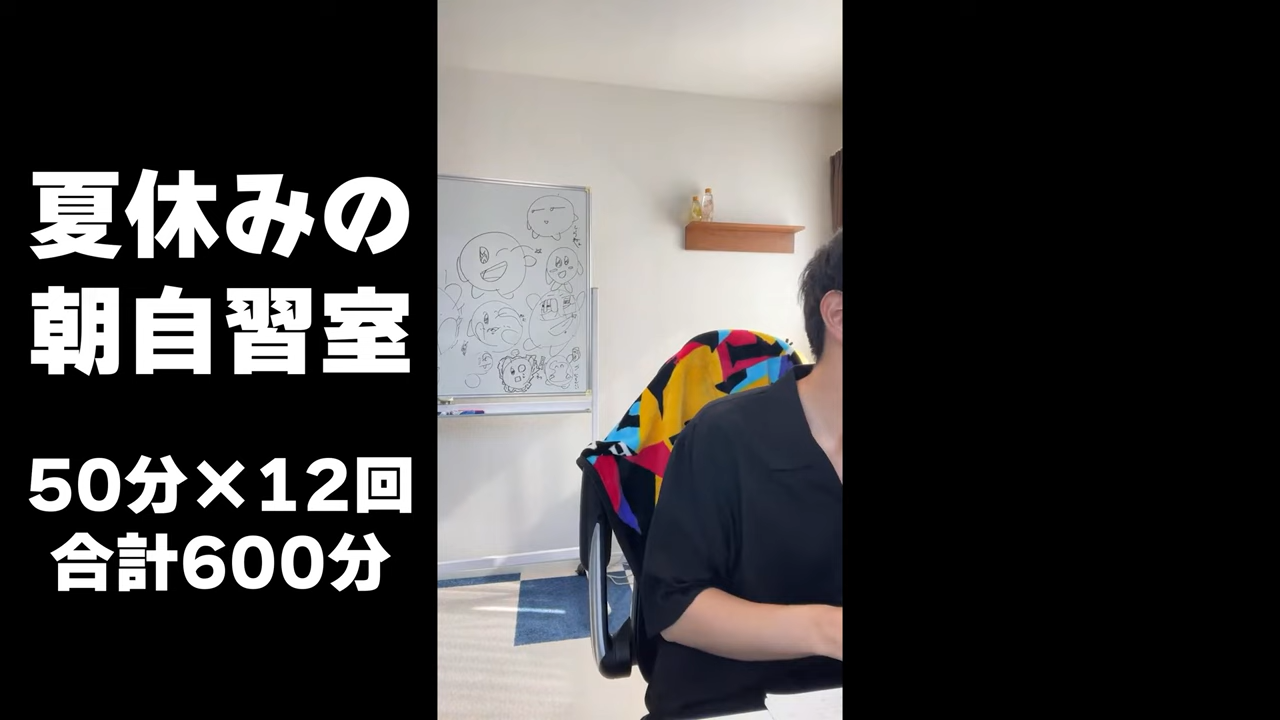 夏休みの
朝自習室
50分×12回
合計600分